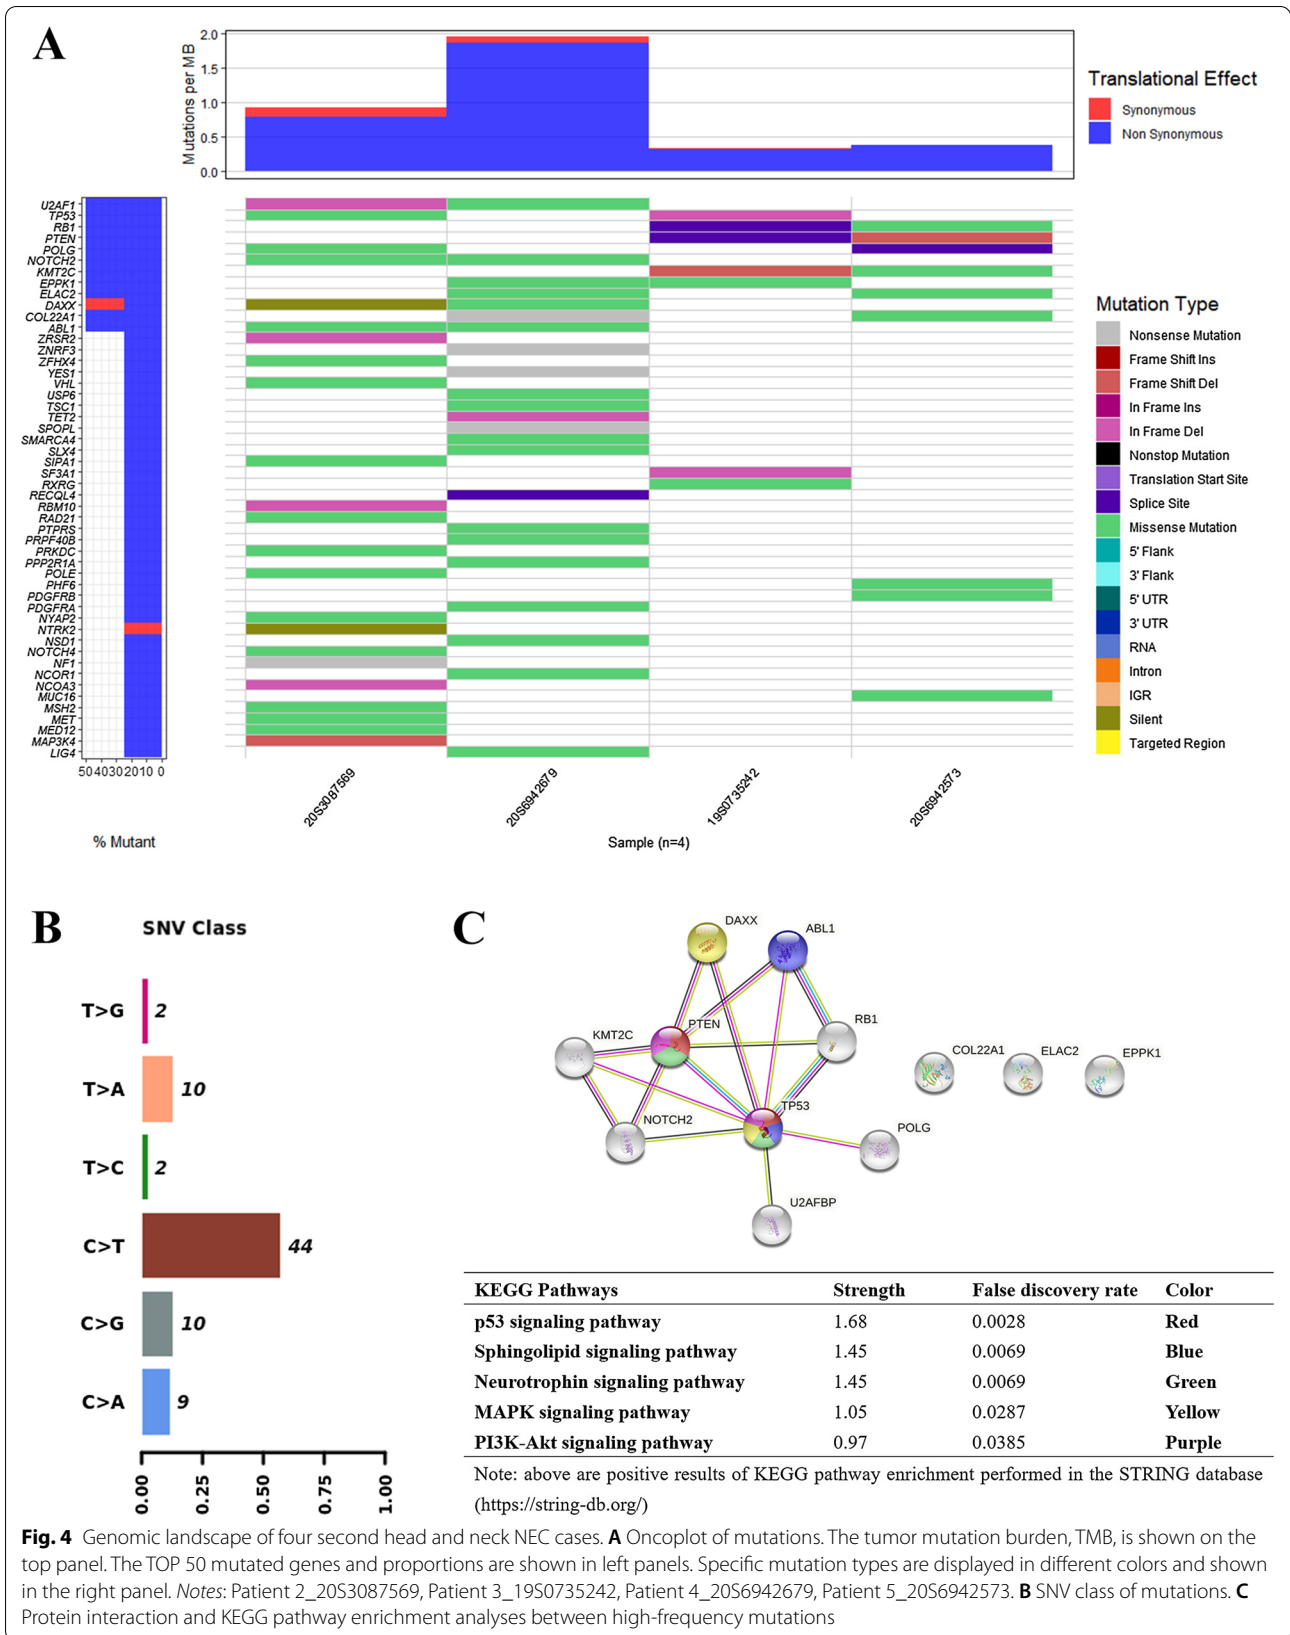 A
Mutations per MB
2.0
1.5
1.0
0.5
0.0
Translational Effect
Synonymous
Non Synonymous
U2AF1
TP53
RB1
PTEN
POLG
NOTCH2
KMT2C
EPPK1
ELAC2
DAXX
COL22A1
ABL1
ZRSR2
ZNRF3
ZFHX4
YES1
VHL
USP6
TSC1
TET2
SPOPL
SMARCA4
SLX4
SIPA1
SF3A1
RXRG
RECQL4
RBM10
RAD21
PTPRS
PRPF40B
PRKDC
PPP2R1A
POLE
PHF6
PDGFRB
PDGFRA
NYAP2
NTRK2
NSD1
NOTCH4
NF1
NCOR1
NCOA3
MUC16
MSH2
MET
MED12
MAP3K4
LIG4
50 40 30 20 10 0
% Mutant
20S3087569
20S6942679
19S0735242
20S6942573
Sample (n=4)
Mutation Type
Nonsense Mutation
Frame Shift Ins
Frame Shift Del
In Frame Ins
In Frame Del
Nonstop Mutation
Translation Start Site
Splice Site
Missense Mutation
5' Flank
3' Flank
5' UTR
3' UTR
RNA
Intron
IGR
Silent
Targeted Region
B
SNV Class
T>G 2
T>A 10
T>C 2
C>T 44
C>G 10
C>A 9
0.00 0.25 0.50 0.75 1.00
C
DAXX
ABL1
PTEN
RB1
KMT2C
COL22A1
ELAC2
EPPK1
TP53
NOTCH2
POLG
U2AFBP
KEGG Pathways Strength False discovery rate Color
p53 signaling pathway 1.68 0.0028 Red
Sphingolipid signaling pathway 1.45 0.0069 Blue
Neurotrophin signaling pathway 1.45 0.0069 Green
MAPK signaling pathway 1.05 0.0287 Yellow
PI3K-Akt signaling pathway 0.97 0.0385 Purple
Note: above are positive results of KEGG pathway enrichment performed in the STRING database
(https://string-db.org/)
Fig. 4 Genomic landscape of four second head and neck NEC cases. A Oncoplot of mutations. The tumor mutation burden, TMB, is shown on the
top panel. The TOP 50 mutated genes and proportions are shown in left panels. Specific mutation types are displayed in different colors and shown
in the right panel. Notes: Patient 2_20S3087569, Patient 3_19S0735242, Patient 4_20S6942679, Patient 5_20S6942573. B SNV class of mutations. C
Protein interaction and KEGG pathway enrichment analyses between high-frequency mutations